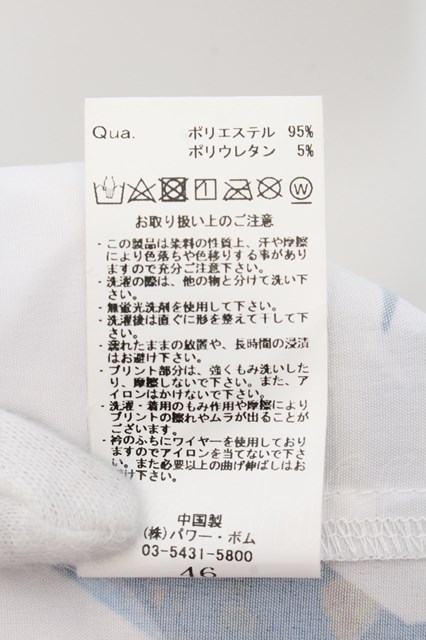 Qua.
ポリエステル 95%
ポリウレタン 5%
W
お取り扱い上のご注意
・この製品は染料の性質上、汗や摩擦
により色落ちや色移りする事があり
ますので充分ご注意下さい。
・洗濯の際は、他の物と分けて洗い下
さい。
・無蛍光洗剤を使用して下さい。
・洗濯後は直ぐに形を整えて干して下
さい。
・濡れたままの放置や、長時間の浸漬
はお避け下さい。
・プリント部分は、強くもみ洗いした
り、摩擦しないで下さい。また、ア
イロンはかけないで下さい。
・洗濯・着用のもみ作用や摩擦により
プリントの擦れやムラが出ることが
ございます。
・衿のふちにワイヤーを使用しており
ますのでアイロンを当てないで下さ
い。また必要以上の曲げ伸ばしはお
け下さい。
中国製
(株)パワー・ボム
03-5431-5800
46